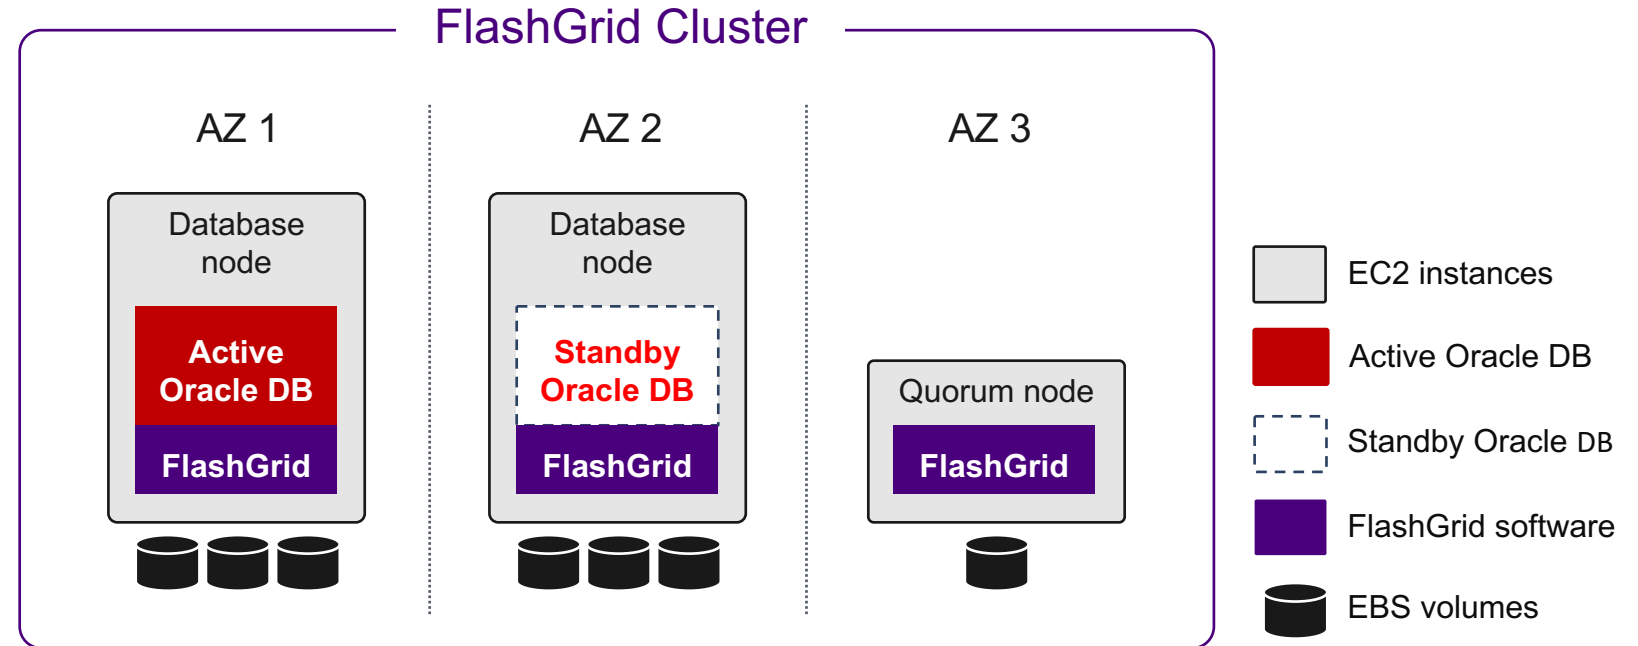 FlashGrid Cluster
AZ 1
AZ 2
AZ 3
Database
node
Active
Oracle DB
FlashGrid
Database
node
Standby
Oracle DB
FlashGrid
Quorum node
FlashGrid
EC2 instances
Active Oracle DB
Standby Oracle DB
FlashGrid software
EBS volumes